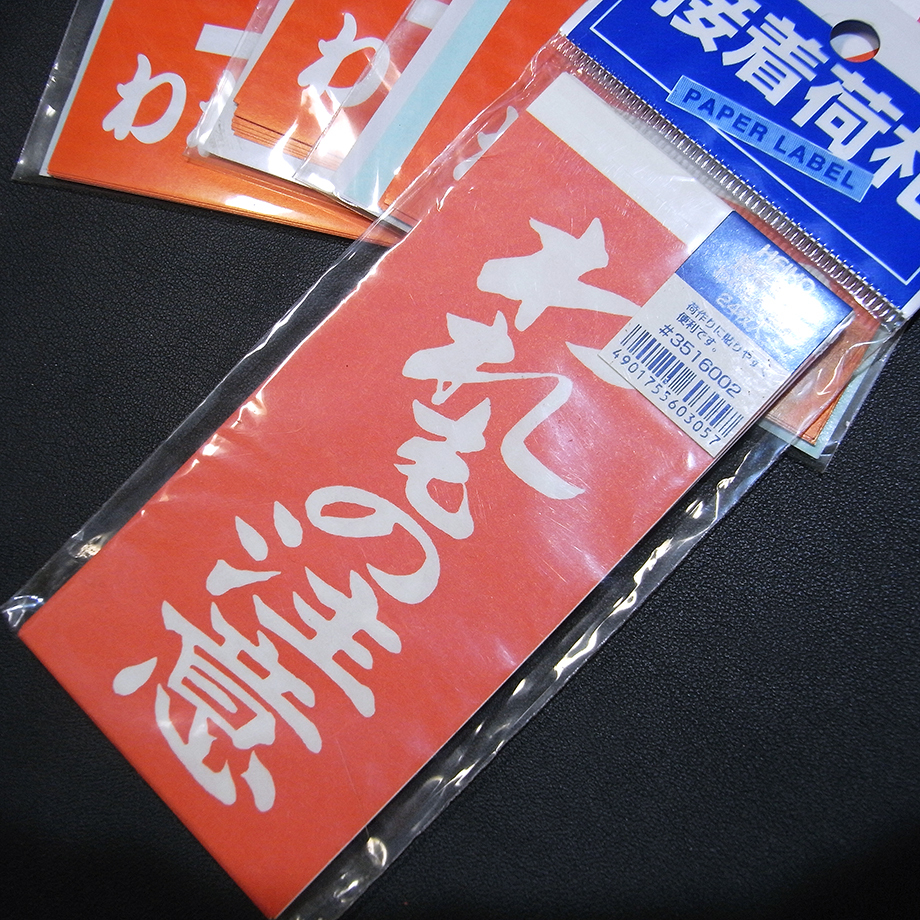 わ
わ
接着荷札
PAPER LABEL
われもの注意
荷作りに貼りやすく
便利です。
#3516002
4901755603057